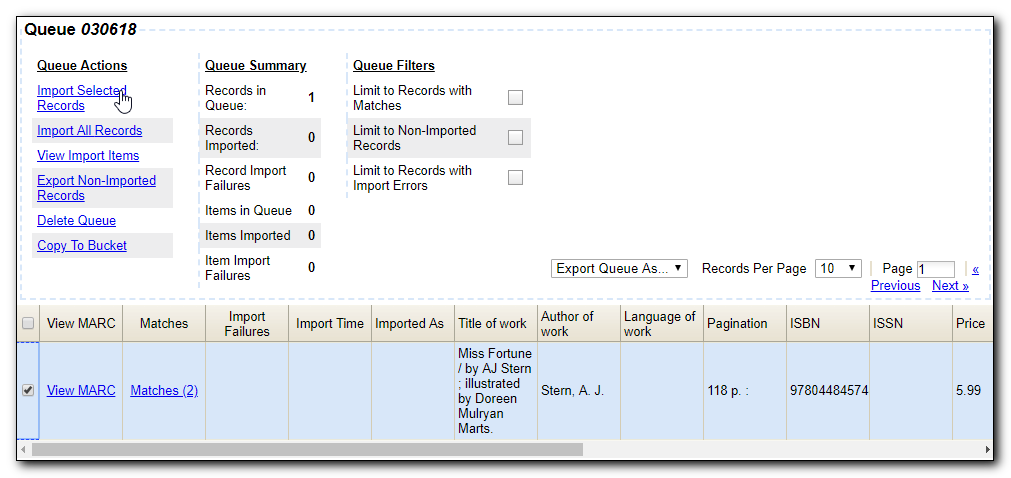 Queue 030618
Queue Actions
Import Selected
Records
Import All Records
View Import Items
Export Non-Imported
Records
Delete Queue
Copy To Bucket
Queue Summary
Records in
Queue: 1
Records
Imported: 0
Record Import
Failures 0
Items in Queue 0
Items Imported 0
Item Import
Failures 0
Queue Filters
Limit to Records with
Matches
Limit to Non-Imported
Records
Limit to Records with
Import Errors
Export Queue As... Records Per Page 10 Page 1 «
Previous Next »
View MARC
Matches
Import
Failures
Import Time
Imported As
Title of work
Author of
work
Language of
work
Pagination
ISBN
ISSN
Price
View MARC
Matches (2)
Miss Fortune
/ by AJ Stern
; illustrated
by Doreen
Mulryan
Marts.
Stern, A. J.
118 p. :
97804484574
5.99